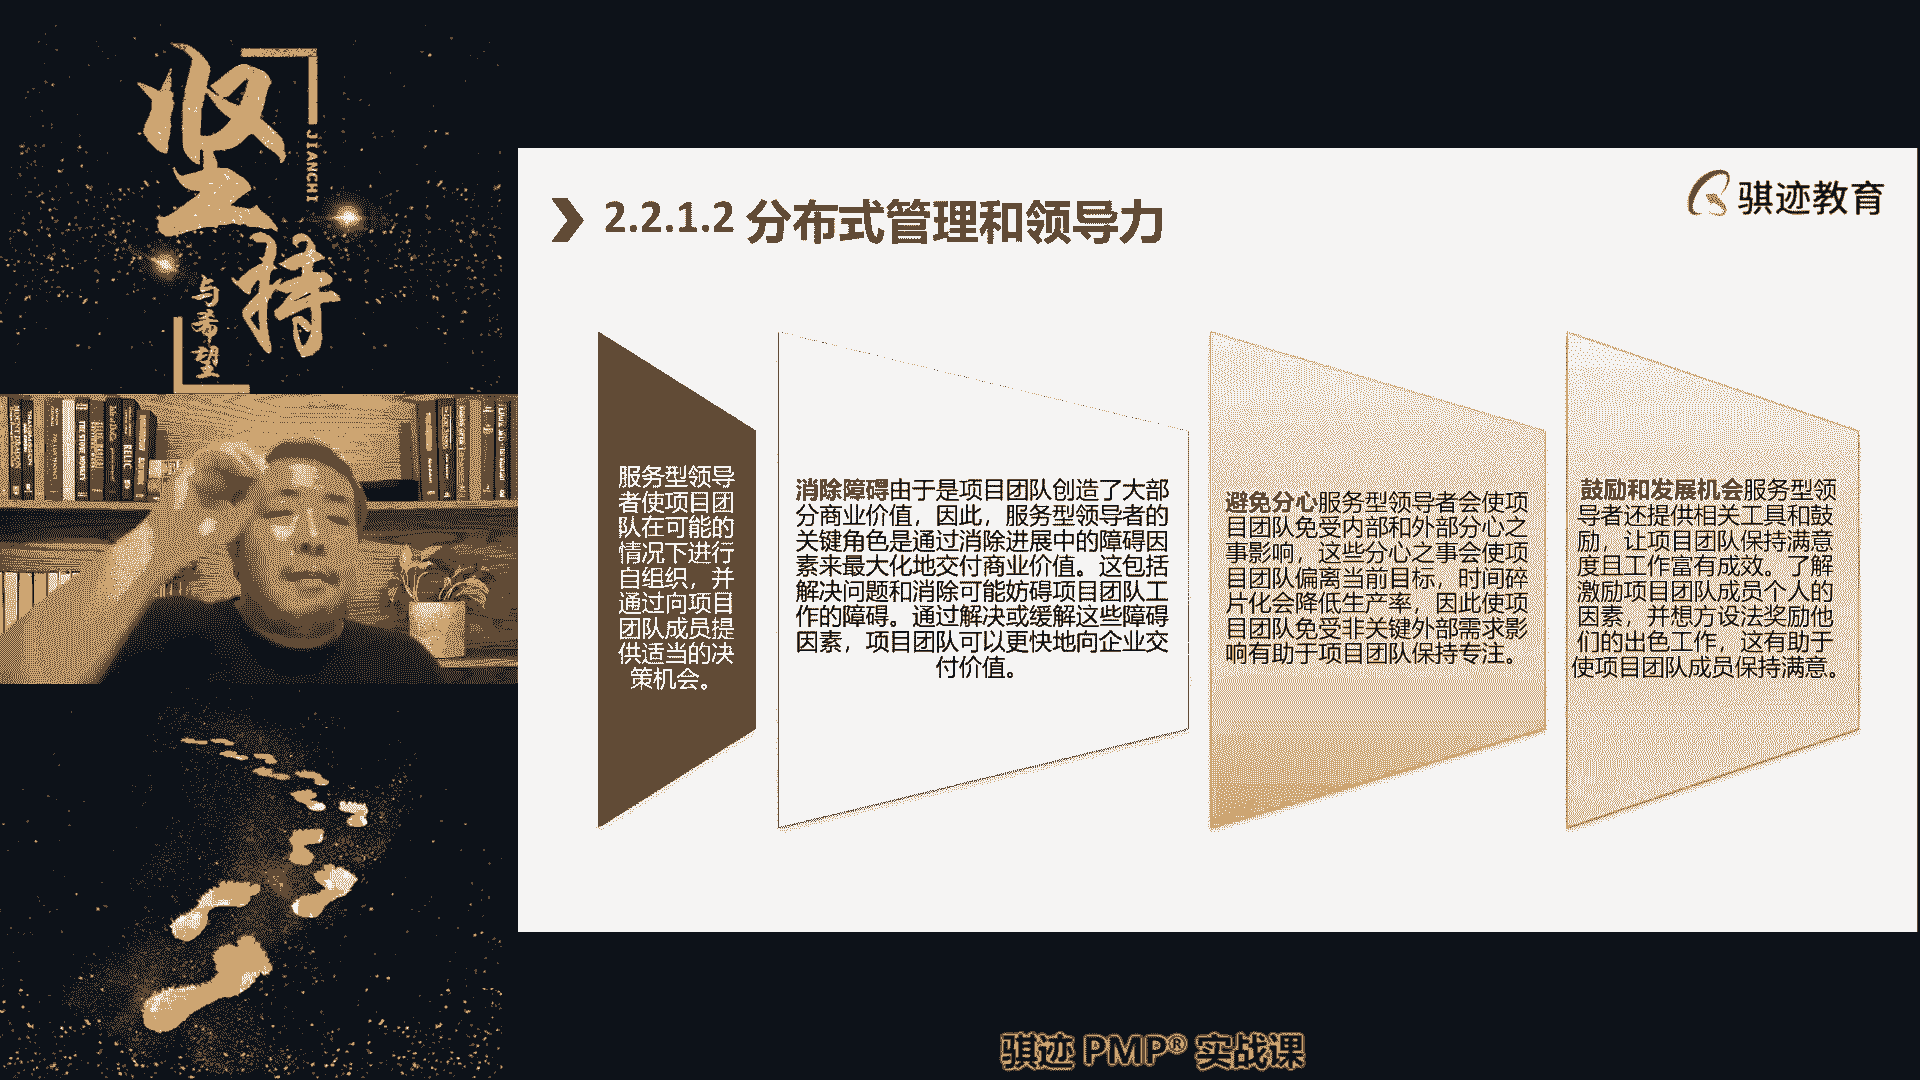 坚持
JIANCHI
与希望
骐迹教育
2.2.1.2 分布式管理和领导力
服务型领导
者使项目团
队在可能的
情况下进行
自组织，并
通过向项目
团队成员提
供适当的决
策机会。
消除障碍由于是项目团队创造了大部
分商业价值，因此，服务型领导者的
关键角色是通过消除进展中的障碍因
素来最大化地交付商业价值。这包括
解决问题和消除可能妨碍项目团队工
作的障碍。通过解决或缓解这些障碍
因素，项目团队可以更快地向企业交
付价值。
避免分心服务型领导者会使项
目团队免受内部和外部分心之
事影响，这些分心之事会使项
目团队偏离当前目标，时间碎
片化会降低生产率，因此使项
目团队免受非关键外部需求影
响有助于项目团队保持专注。
鼓励和发展机会服务型领
导者还提供相关工具和鼓
励，让项目团队保持满意
度且工作富有成效。了解
激励项目团队成员个人的
因素，并想方设法奖励他
们的出色工作，这有助于
使项目团队成员保持满意。
骐迹 PMP® 实战课